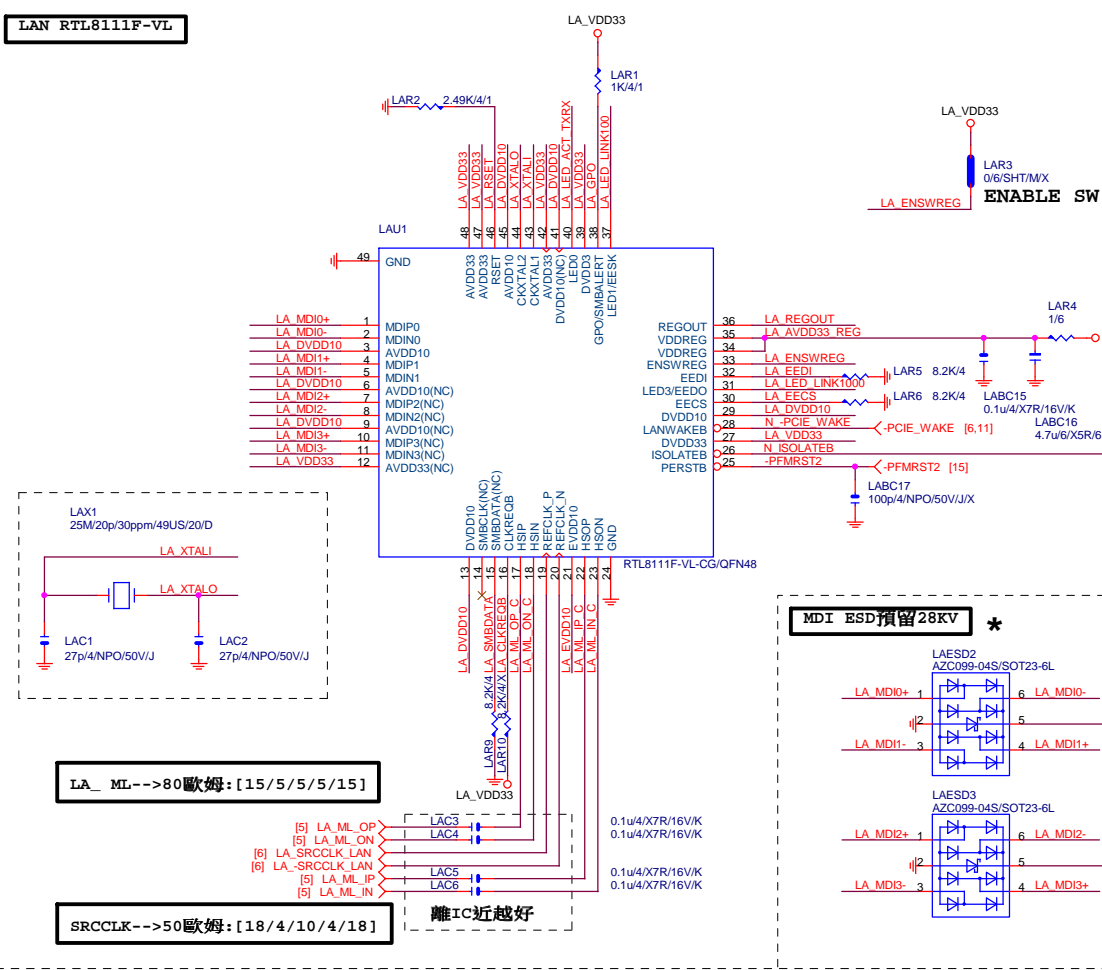 LAN RTL8111F-VL
LA_VDD33
LAR1
1K/4/1
LAR2
2.49K/4/1
LA_VDD33
LAR3
0/6/SHT/M/X
ENABLE SW
LA_ENSWREG
LA_VDD33
LA_VDD33
LA_RSET
LA_DVDD10
LA_XTALO
LA_XTALI
LA_VDD33
LA_DVDD10
LA_LED_ACT_TXRX
LA_VDD33
LA_GPO
LA_LED_LINK100
LAU1
48
47
46
45
44
43
42
41
40
39
38
37
AVDD33
AVDD33
RSET
AVDD10
CKXTAL2
CKXTAL1
AVDD33
DVDD10(NC)
LED0
DVDD3
GPO/SMBALERT
LED1/EESK
49 GND
LA_MDI0+ 1 MDIP0
LA_MDI0- 2 MDIN0
LA_DVDD10 3 AVDD10
LA_MDI1+ 4 MDIP1
LA_MDI1- 5 MDIN1
LA_DVDD10 6 AVDD10(NC)
LA_MDI2+ 7 MDIP2(NC)
LA_MDI2- 8 MDIN2(NC)
LA_DVDD10 9 AVDD10(NC)
LA_MDI3+ 10 MDIP3(NC)
LA_MDI3- 11 MDIN3(NC)
LA_VDD33 12 AVDD33(NC)
REGOUT 36 LA_REGOUT
VDDREG 35 LA_AVDD33_REG
VDDREG 34
ENSWREG 33 LA_ENSWREG
EEDI 32 LA_EEDI
LED3/EEDO 31 LA_LED_LINK1000
EECS 30 LA_EECS
DVDD10 29 LA_DVDD10
LANWAKEB 28 N_-PCIE_WAKE
DVDD33 27 LA_VDD33
ISOLATEB 26 N_ISOLATEB
PERSTB 25 -PFMRST2
LAR4
1/6
LAR5 8.2K/4
LAR6 8.2K/4
LABC15
0.1u/4/X7R/16V/K
LABC16
4.7u/6/X5R/6
-PCIE_WAKE [6,11]
-PFMRST2 [15]
LABC17
100p/4/NPO/50V/J/X
DVDD10
SMBCLK(NC)
SMBDATA(NC)
CLKREQB
HSIP
HSIN
REFCLK_P
REFCLK_N
EVDD10
HSOP
HSON
GND
13
14
15
16
17
18
19
20
21
22
23
24
RTL8111F-VL-CG/QFN48
LA_DVDD10
LA_SMBDATA
LA_CLKREQB
LA_ML_OP_C
LA_ML_ON_C
LA_EVDD10
LA_ML_IP_C
LA_ML_IN_C
8.2K/4
8.2K/4/X
LAR9
LAR10
LA_VDD33
LAX1
25M/20p/30ppm/49US/20/D
LA_XTALI
LA_XTALO
LAC1
27p/4/NPO/50V/J
LAC2
27p/4/NPO/50V/J
LA_ ML-->80歐姆:[15/5/5/5/15]
[5] LA_ML_OP LAC3 0.1u/4/X7R/16V/K
[5] LA_ML_ON LAC4 0.1u/4/X7R/16V/K
[6] LA_SRCCLK_LAN
[6] LA_-SRCCLK_LAN
[5] LA_ML_IP LAC5 0.1u/4/X7R/16V/K
[5] LA_ML_IN LAC6 0.1u/4/X7R/16V/K
離IC近越好
SRCCLK-->50歐姆:[18/4/10/4/18]
MDI ESD預留28KV *
LAESD2
AZC099-04S/SOT23-6L
LA_MDI0+ 1 6 LA_MDI0-
2 5
LA_MDI1- 3 4 LA_MDI1+
LAESD3
AZC099-04S/SOT23-6L
LA_MDI2+ 1 6 LA_MDI2-
2 5
LA_MDI3- 3 4 LA_MDI3+